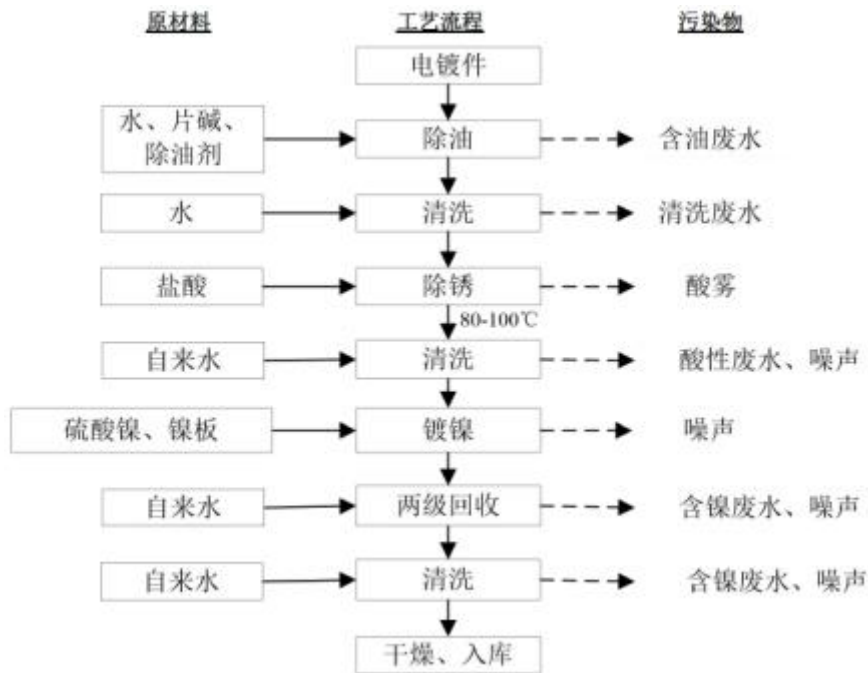 原材料 工艺流程 污染物
电镀件
水、片碱、
除油剂
除油
含油废水
水
清洗
清洗废水
盐酸
除锈
酸雾
80-100℃
自来水
清洗
酸性废水、噪声
硫酸镍、镍板
镀镍
噪声
自来水
两级回收
含镍废水、噪声
自来水
清洗
含镍废水、噪声
干燥、入库